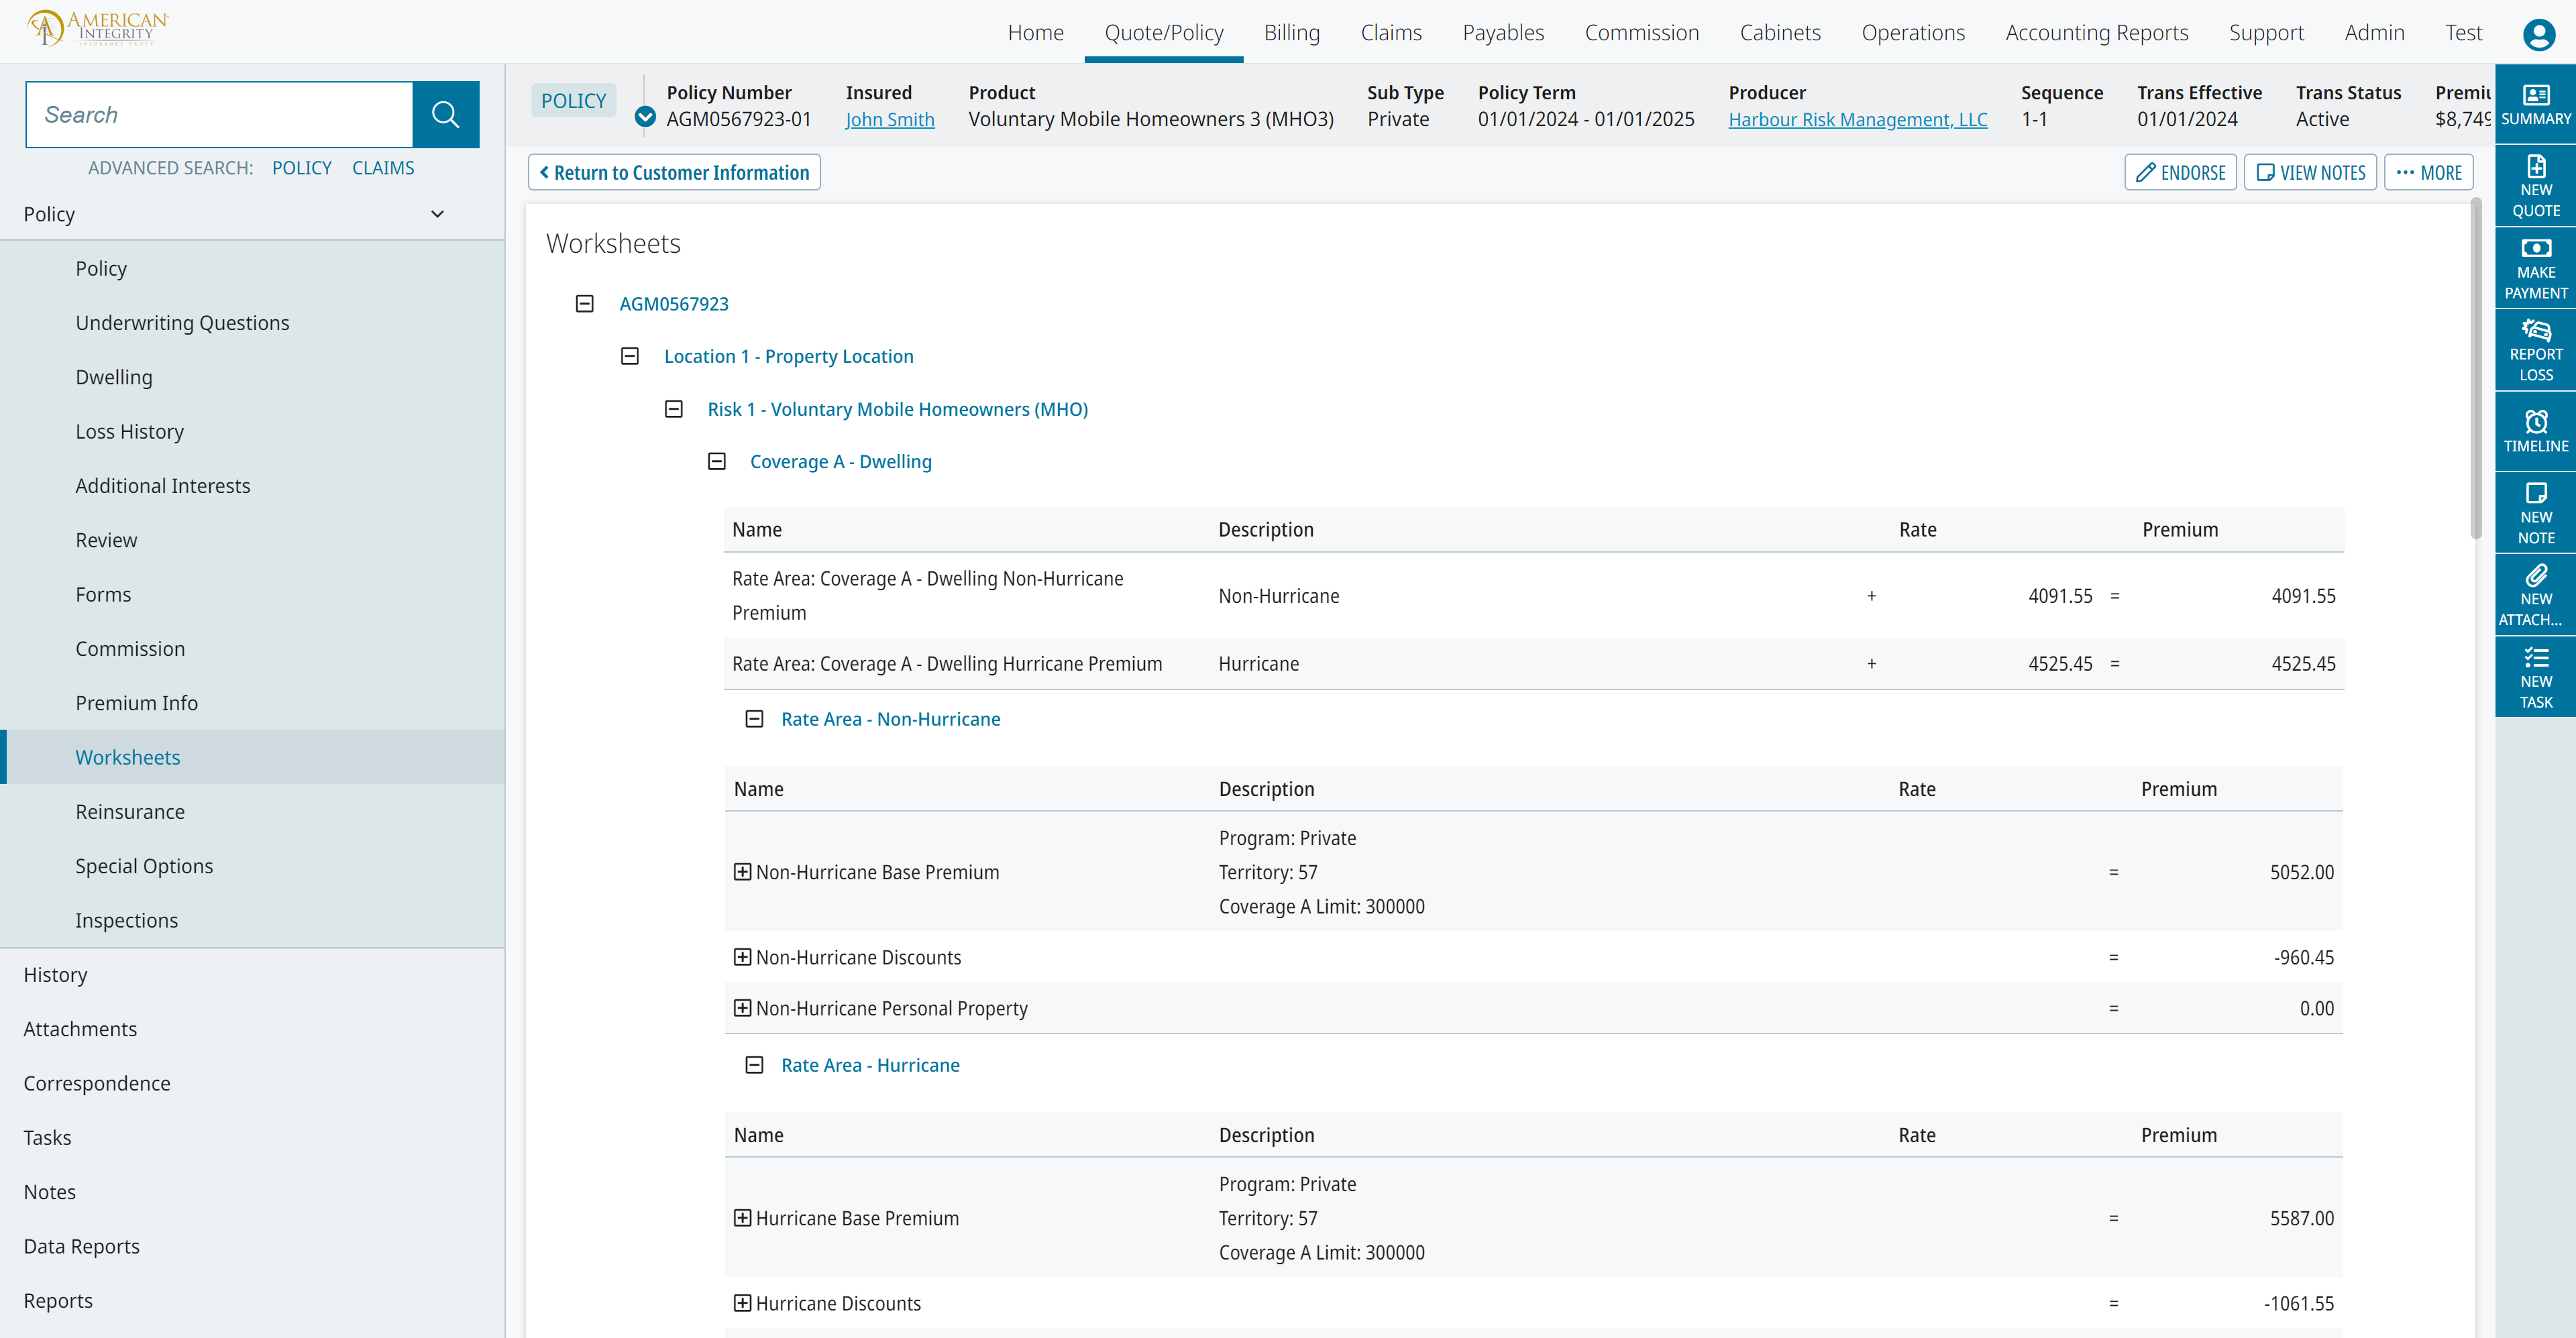 AMERICAN
INTEGRITY
INSURANCE GROUP
Home Quote/Policy Billing Claims Payables Commission Cabinets Operations Accounting Reports Support Admin Test
Search
ADVANCED SEARCH: POLICY CLAIMS
Policy
Policy
Underwriting Questions
Dwelling
Loss History
Additional Interests
Review
Forms
Commission
Premium Info
Worksheets
Reinsurance
Special Options
Inspections
History
Attachments
Correspondence
Tasks
Notes
Data Reports
Reports
POLICY
Policy Number Insured Product Sub Type Policy Term Producer Sequence Trans Effective Trans Status Premiu
AGM0567923-01 John Smith Voluntary Mobile Homeowners 3 (MHO3) Private 01/01/2024 - 01/01/2025 Harbour Risk Management, LLC 1-1 01/01/2024 Active $8,749
Return to Customer Information
ENDORSE VIEW NOTES ••• MORE
Worksheets
AGM0567923
Location 1 - Property Location
Risk 1 - Voluntary Mobile Homeowners (MHO)
Coverage A - Dwelling
Name Description Rate Premium
Rate Area: Coverage A - Dwelling Non-Hurricane
Premium
Non-Hurricane + 4091.55 = 4091.55
Rate Area: Coverage A - Dwelling Hurricane Premium Hurricane + 4525.45 = 4525.45
Rate Area - Non-Hurricane
Name Description Rate Premium
Non-Hurricane Base Premium
Program: Private
Territory: 57
Coverage A Limit: 300000
= 5052.00
Non-Hurricane Discounts = -960.45
Non-Hurricane Personal Property = 0.00
Rate Area - Hurricane
Name Description Rate Premium
Hurricane Base Premium
Program: Private
Territory: 57
Coverage A Limit: 300000
= 5587.00
Hurricane Discounts = -1061.55
SUMMARY
NEW
QUOTE
MAKE
PAYMENT
REPORT
LOSS
TIMELINE
NEW
NOTE
NEW
ATTACH...
NEW
TASK